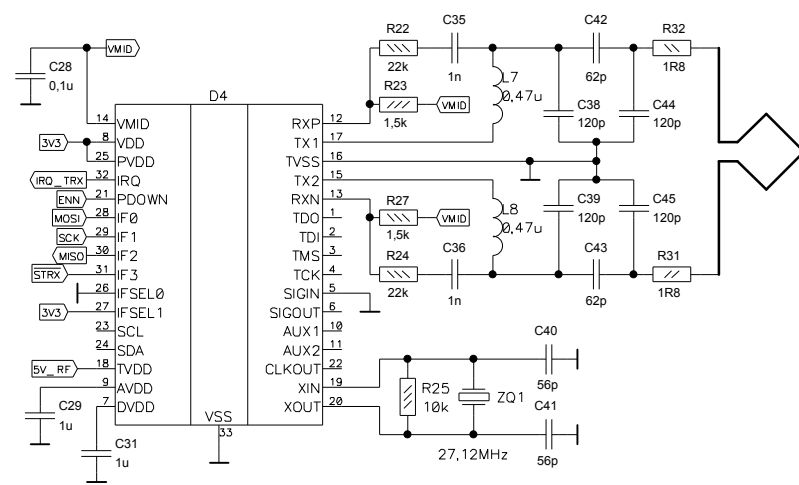 VMID
C28
0,1u
D4
14 VMID
3V3
8 VDD
25 PVDD
IRQ_TRX 32 IRQ
ENN 21 PDOWN
MOSI 28 IF0
SCK 29 IF1
MISO 30 IF2
STRX 31 IF3
26 IFSEL0
3V3 27 IFSEL1
23 SCL
24 SDA
5V_RF 18 TVDD
9 AVDD
7 DVDD
C29
1u
C31
1u
VSS
33
RXP 12
TX1 17
TVSS 16
TX2 15
RXN 13
TDO 1
TDI 2
TMS 3
TCK 4
SIGIN 5
SIGOUT 6
AUX1 10
AUX2 11
CLKOUT 22
XIN 19
XOUT 20
R22
22k
C35
1n
R23
1,5k
VMID
L7
0,47u
C42
62p
R32
1R8
C38
120p
C44
120p
R27
1,5k
VMID
L8
0,47u
C39
120p
C45
120p
R24
22k
C36
1n
C43
62p
R31
1R8
R25
10k
ZQ1
C40
56p
C41
56p
27,12MHz